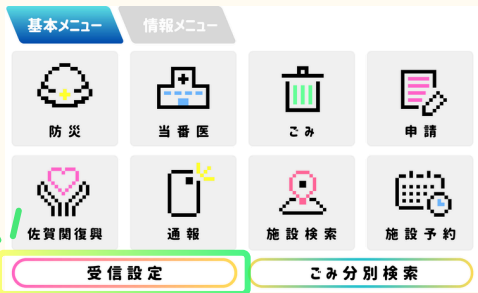 基本メニュー 情報メニュー
防災 当番医 ごみ 申請
佐賀関復興 通報 施設検索 施設予約
受信設定 ごみ分別検索